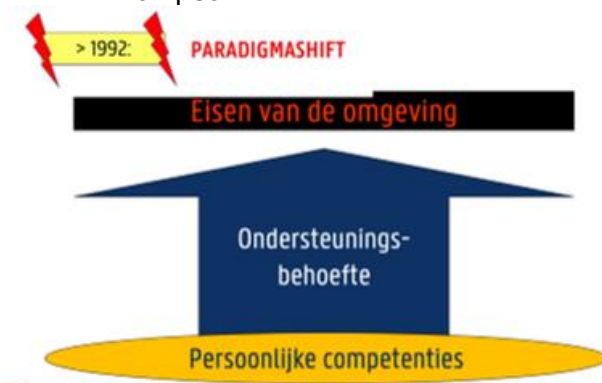 > 1992:
PARADIGMASHIFT
Eisen van de omgeving
Ondersteunings-
behoefte
Persoonlijke competenties